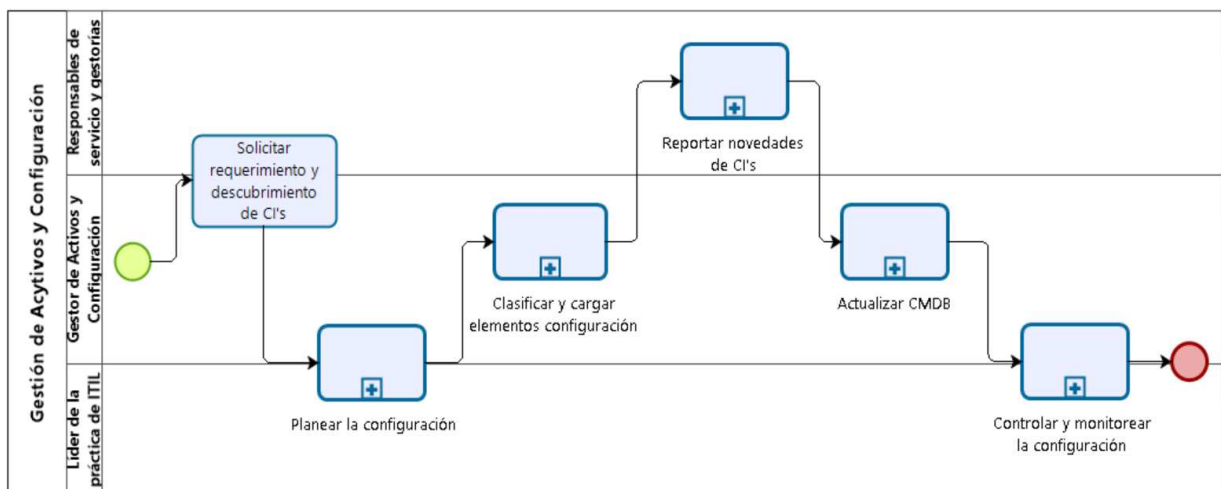 Gestión de Acytivos y Configuración
Responsables de
servicio y gestorías
Solicitar
requerimiento y
descubrimiento
de CI's
Reportar novedades
de CI's
Gestor de Activos y
Configuración
Clasificar y cargar
elementos configuración
Actualizar CMDB
Líder de la
práctica de ITIL
Planear la configuración
Controlar y monitorear
la configuración